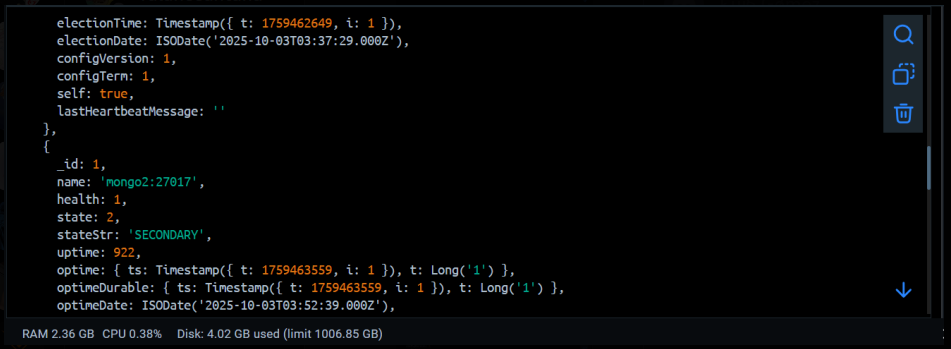 electionTime: Timestamp({ t: 1759462649, i: 1 }),
electionDate: ISODate('2025-10-03T03:37:29.000Z'),
configVersion: 1,
configTerm: 1,
self: true,
lastHeartbeatMessage: ''
},
{
_id: 1,
name: 'mongo2:27017',
health: 1,
state: 2,
stateStr: 'SECONDARY',
uptime: 922,
optime: { ts: Timestamp({ t: 1759463559, i: 1 }), t: Long('1') },
optimeDurable: { ts: Timestamp({ t: 1759463559, i: 1 }), t: Long('1') },
optimeDate: ISODate('2025-10-03T03:52:39.000Z'),
RAM 2.36 GB CPU 0.38% Disk: 4.02 GB used (limit 1006.85 GB)